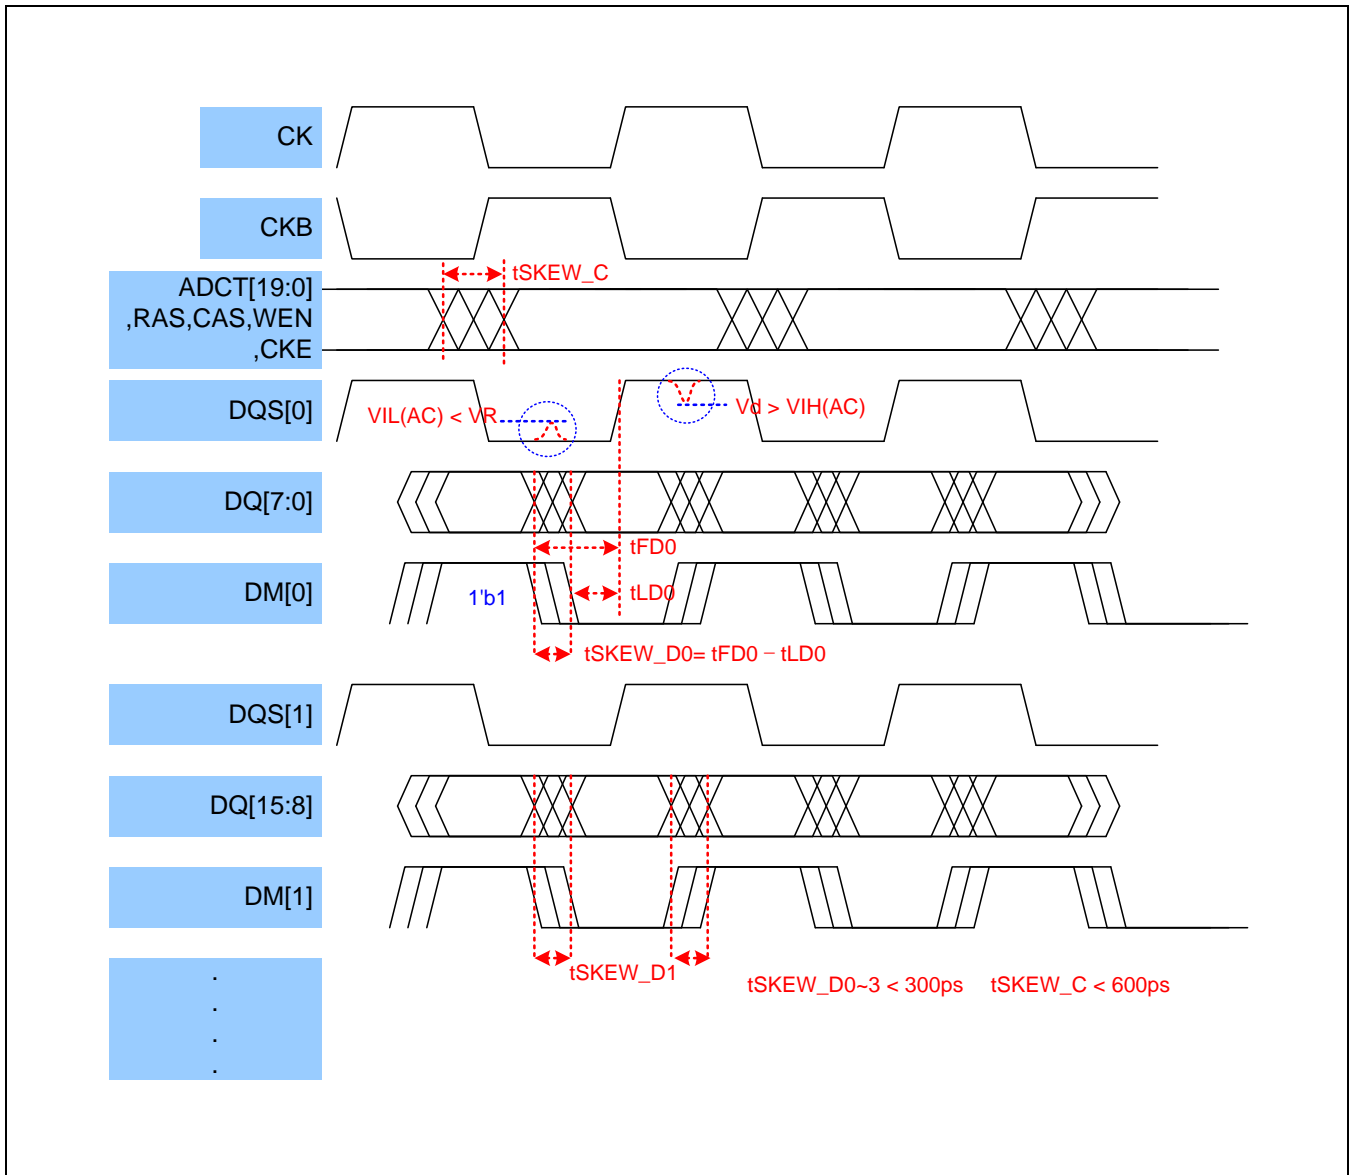 CK
CKB
tSKEW_C
ADCT[19:0]
,RAS,CAS,WEN
,CKE
DQS[0]
VIL(AC) < VR
Vd > VIH(AC)
DQ[7:0]
tFD0
DM[0]
1'b1
tLD0
tSKEW_D0= tFD0 – tLD0
DQS[1]
DQ[15:8]
DM[1]
tSKEW_D1
tSKEW_D0~3 < 300ps
tSKEW_C < 600ps
.
.
.
.